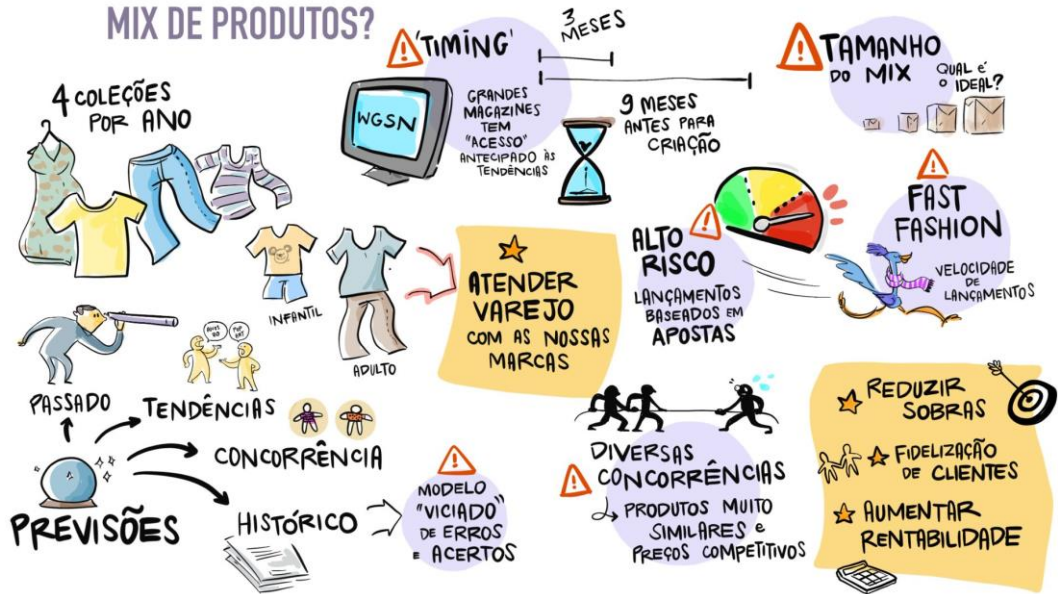 MIX DE PRODUTOS?
4 COLEÇÕES
POR ANO
INFANTIL
ADULTO
'TIMING'
3
MESES
WGSN
GRANDES
MAGAZINES
TEM
"ACESSO"
ANTECIPADO ÀS
TENDÊNCIAS
9 MESES
ANTES PARA
CRIAÇÃO
TAMANHO
DO MIX
QUAL É
O IDEAL?
ATENDER
VAREJO
COM AS NOSSAS
MARCAS
ALTO
RISCO
LANÇAMENTOS
BASEADOS EM
APOSTAS
FAST
FASHION
VELOCIDADE
DE
LANÇAMENTOS
PASSADO
TENDÊNCIAS
CONCORRÊNCIA
PREVISÕES
HISTÓRICO
MODELO
"VICIADO"
DE ERROS
E ACERTOS
DIVERSAS
CONCORRÊNCIAS
PRODUTOS MUITO
SIMILARES e
PREÇOS COMPETITIVOS
REDUZIR
SOBRAS
FIDELIZAÇÃO
DE CLIENTES
AUMENTAR
RENTABILIDADE